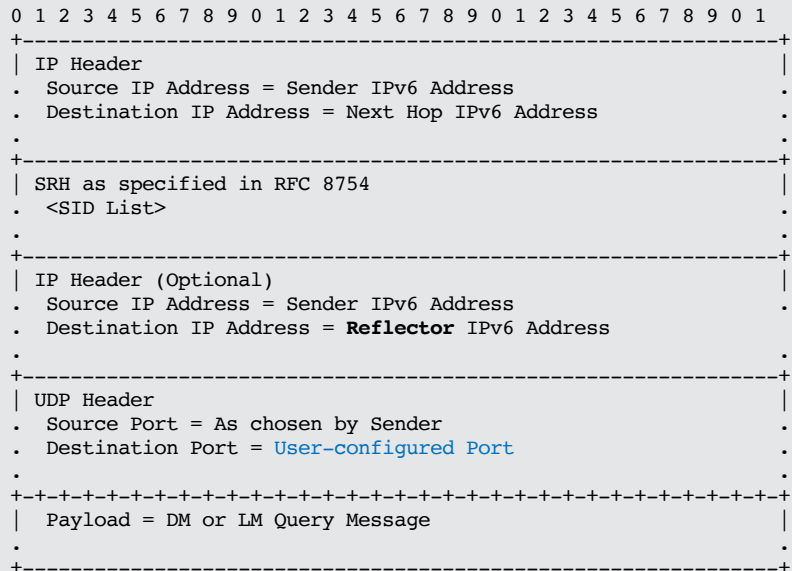 0 1 2 3 4 5 6 7 8 9 0 1 2 3 4 5 6 7 8 9 0 1 2 3 4 5 6 7 8 9 0 1
+---------------------------------------------------------------+
| IP Header                                                     |
.  Source IP Address = Sender IPv6 Address                      .
.  Destination IP Address = Next Hop IPv6 Address               .
.                                                               .
+---------------------------------------------------------------+
| SRH as specified in RFC 8754                                  |
.  <SID List>                                                   .
.                                                               .
+---------------------------------------------------------------+
| IP Header (Optional)                                          |
.  Source IP Address = Sender IPv6 Address                      .
.  Destination IP Address = Reflector IPv6 Address
.                                                               .
+---------------------------------------------------------------+
| UDP Header                                                    |
.  Source Port = As chosen by Sender                            .
.  Destination Port = User-configured Port                      .
.                                                               .
+-+-+-+-+-+-+-+-+-+-+-+-+-+-+-+-+-+-+-+-+-+-+-+-+-+-+-+-+-+-+-+-+
|  Payload = DM or LM Query Message                             |
.                                                               .
+---------------------------------------------------------------+